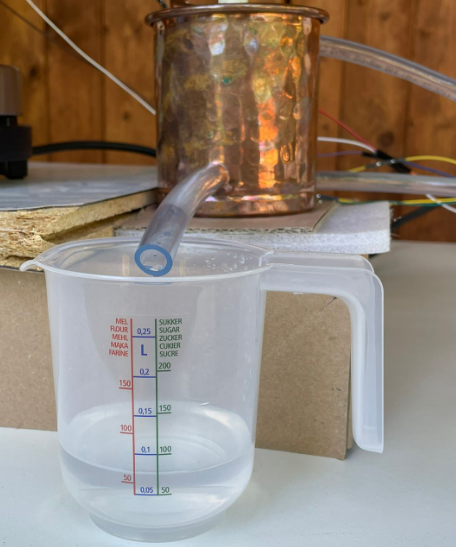 MEL
FLOUR
MEHL
MAJKA
FARINE
SUKKER
SUGAR
ZUCKER
CUKIER
SUCRE
0,25
L
200
0,2
150
0,15
150
100
0,1
100
50
0,05
50